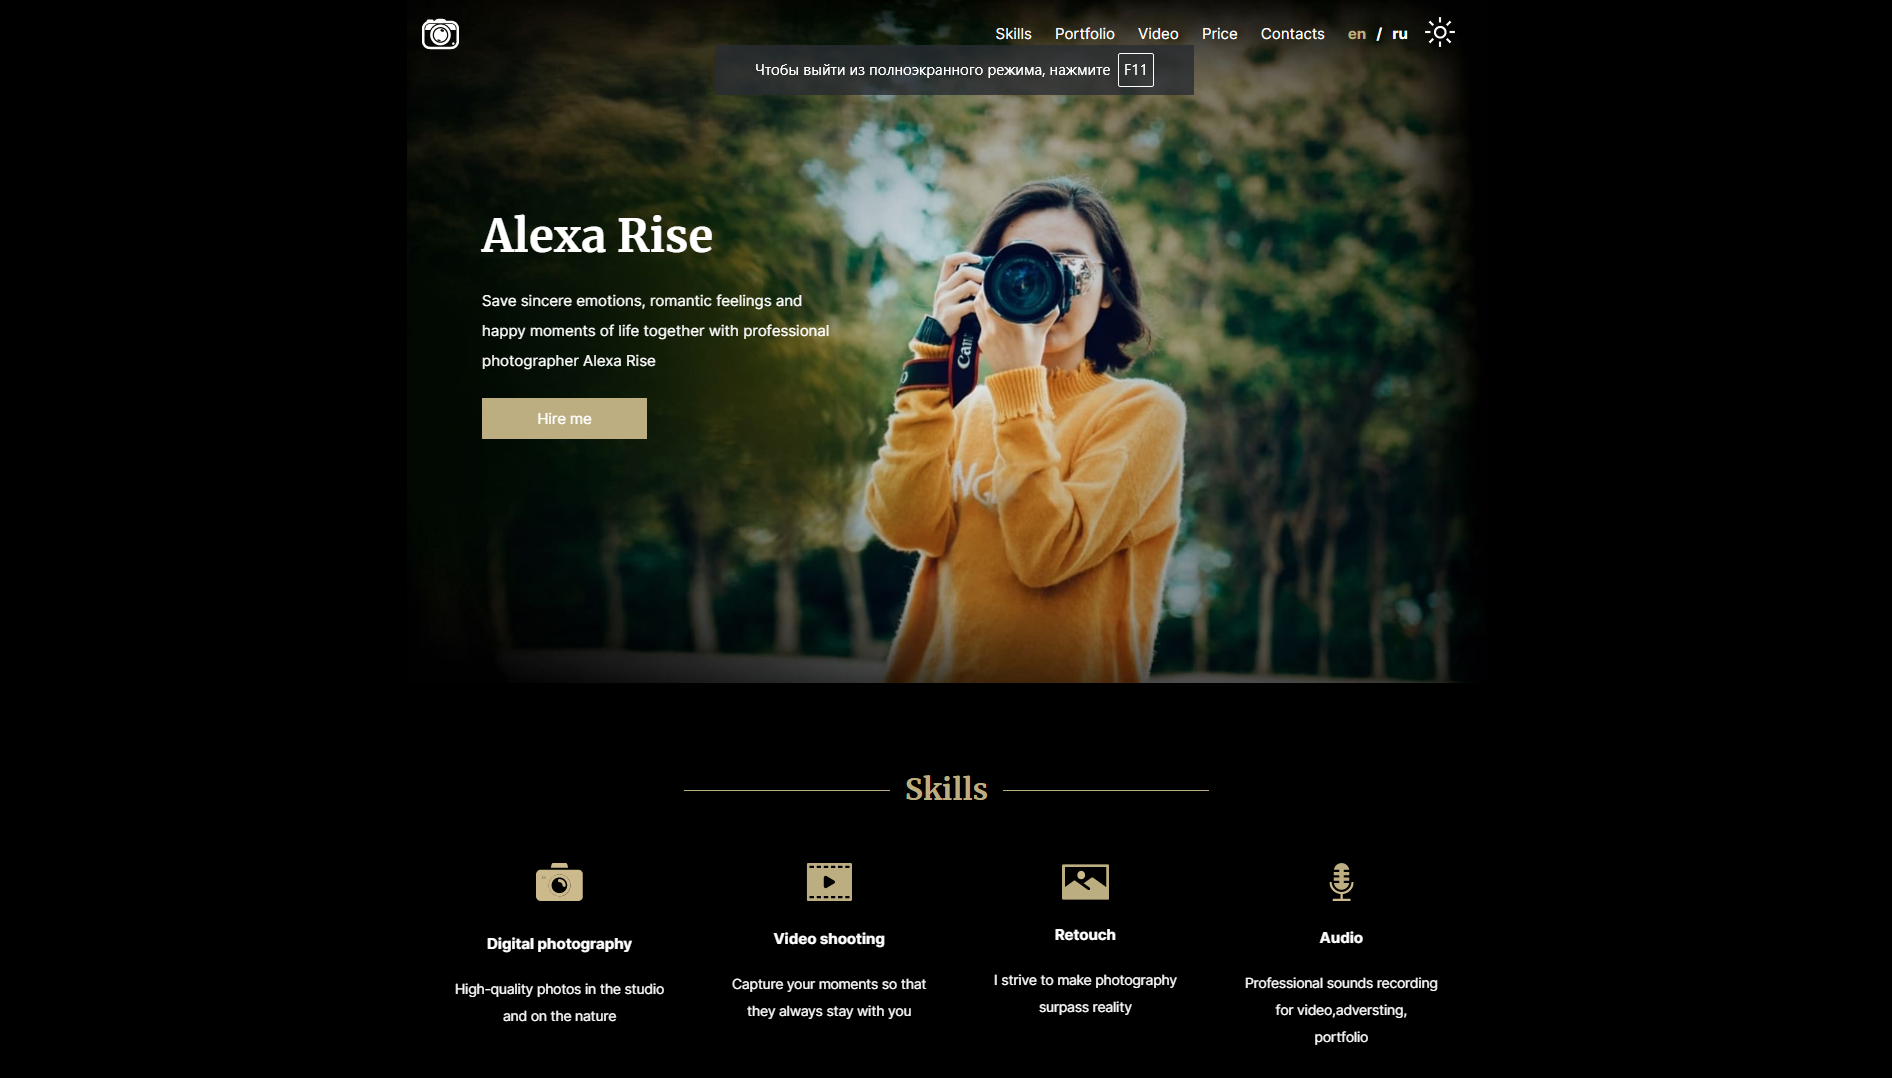 Skills Portfolio Video Price Contacts en / ru
Чтобы выйти из полноэкранного режима, нажмите F11
Alexa Rise
Save sincere emotions, romantic feelings and
happy moments of life together with professional
photographer Alexa Rise
Hire me
Skills
Digital photography
High-quality photos in the studio
and on the nature
Video shooting
Capture your moments so that
they always stay with you
Retouch
I strive to make photography
surpass reality
Audio
Professional sounds recording
for video,adversting,
portfolio